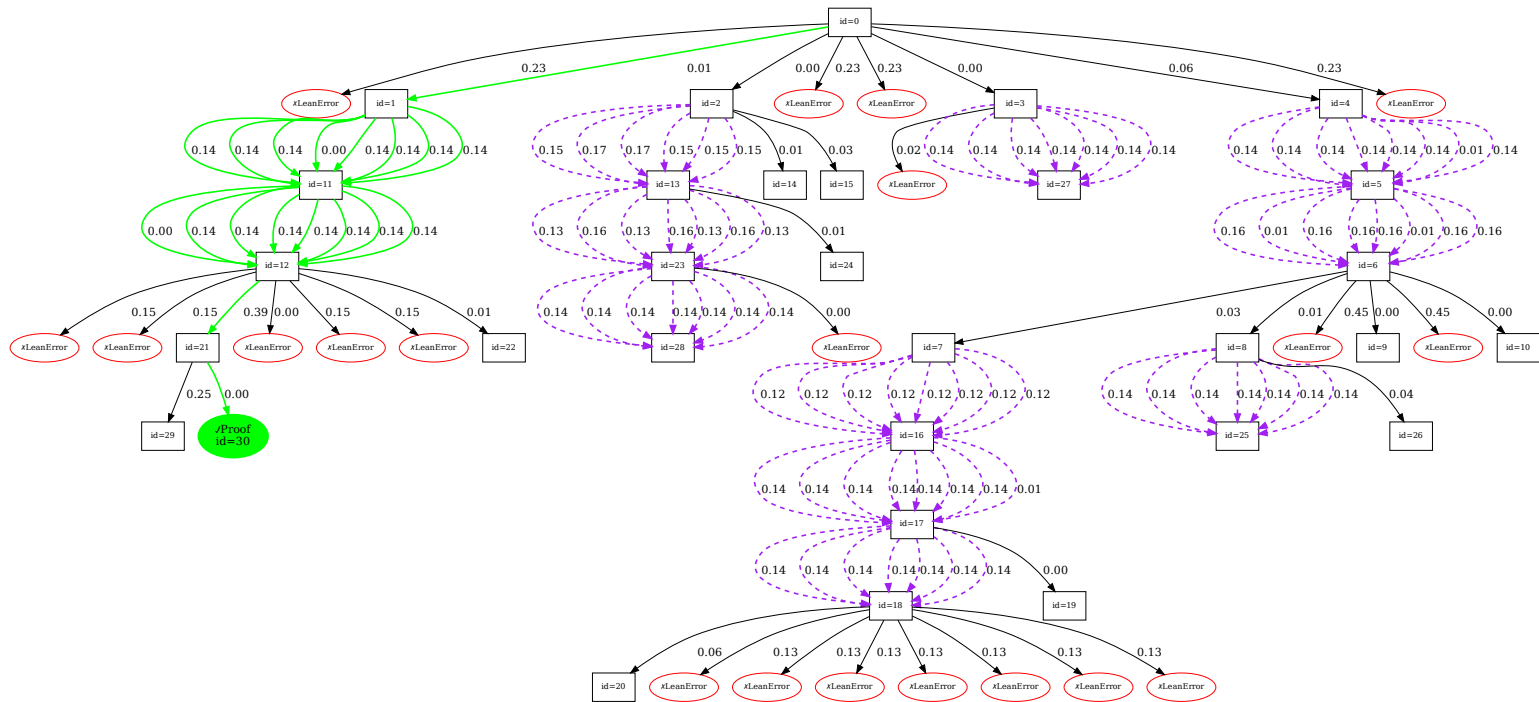 id=0
0.23 0.01 0.00 0.23 0.23 0.00 0.06 0.23
✗LeanError id=1 id=2 ✗LeanError ✗LeanError id=3 id=4 ✗LeanError
0.14 0.14 0.14 0.00 0.14 0.14 0.14 0.14 0.15 0.17 0.17 0.15 0.15 0.15 0.01 0.03 0.02 0.14 0.14 0.14 0.14 0.14 0.14 0.14 0.14 0.14 0.14 0.14 0.14 0.01 0.14
id=11 id=13 id=14 id=15 ✗LeanError id=27 id=5
0.00 0.14 0.14 0.14 0.14 0.14 0.14 0.14 0.13 0.16 0.13 0.16 0.13 0.16 0.13 0.01 0.16 0.01 0.16 0.16 0.16 0.01 0.16 0.16
id=12 id=23 id=24 id=6
0.15 0.15 0.39 0.00 0.15 0.15 0.01 0.14 0.14 0.14 0.14 0.14 0.14 0.14 0.00 0.03 0.03 0.01 0.45 0.00 0.45 0.00
✗LeanError ✗LeanError id=21 ✗LeanError ✗LeanError ✗LeanError id=22 id=28 ✗LeanError id=7 id=8 ✗LeanError id=9 ✗LeanError id=10
0.25 0.00 0.12 0.12 0.12 0.12 0.12 0.12 0.12 0.12 0.14 0.14 0.14 0.14 0.14 0.14 0.14 0.04
id=29 ✓Proof
id=30 id=16 id=25 id=26
0.14 0.14 0.14 0.14 0.14 0.14 0.14 0.01
id=17
0.14 0.14 0.14 0.14 0.14 0.14 0.14 0.00
id=18 id=19
0.06 0.13 0.13 0.13 0.13 0.13 0.13 0.13
id=20 ✗LeanError ✗LeanError ✗LeanError ✗LeanError ✗LeanError ✗LeanError ✗LeanError